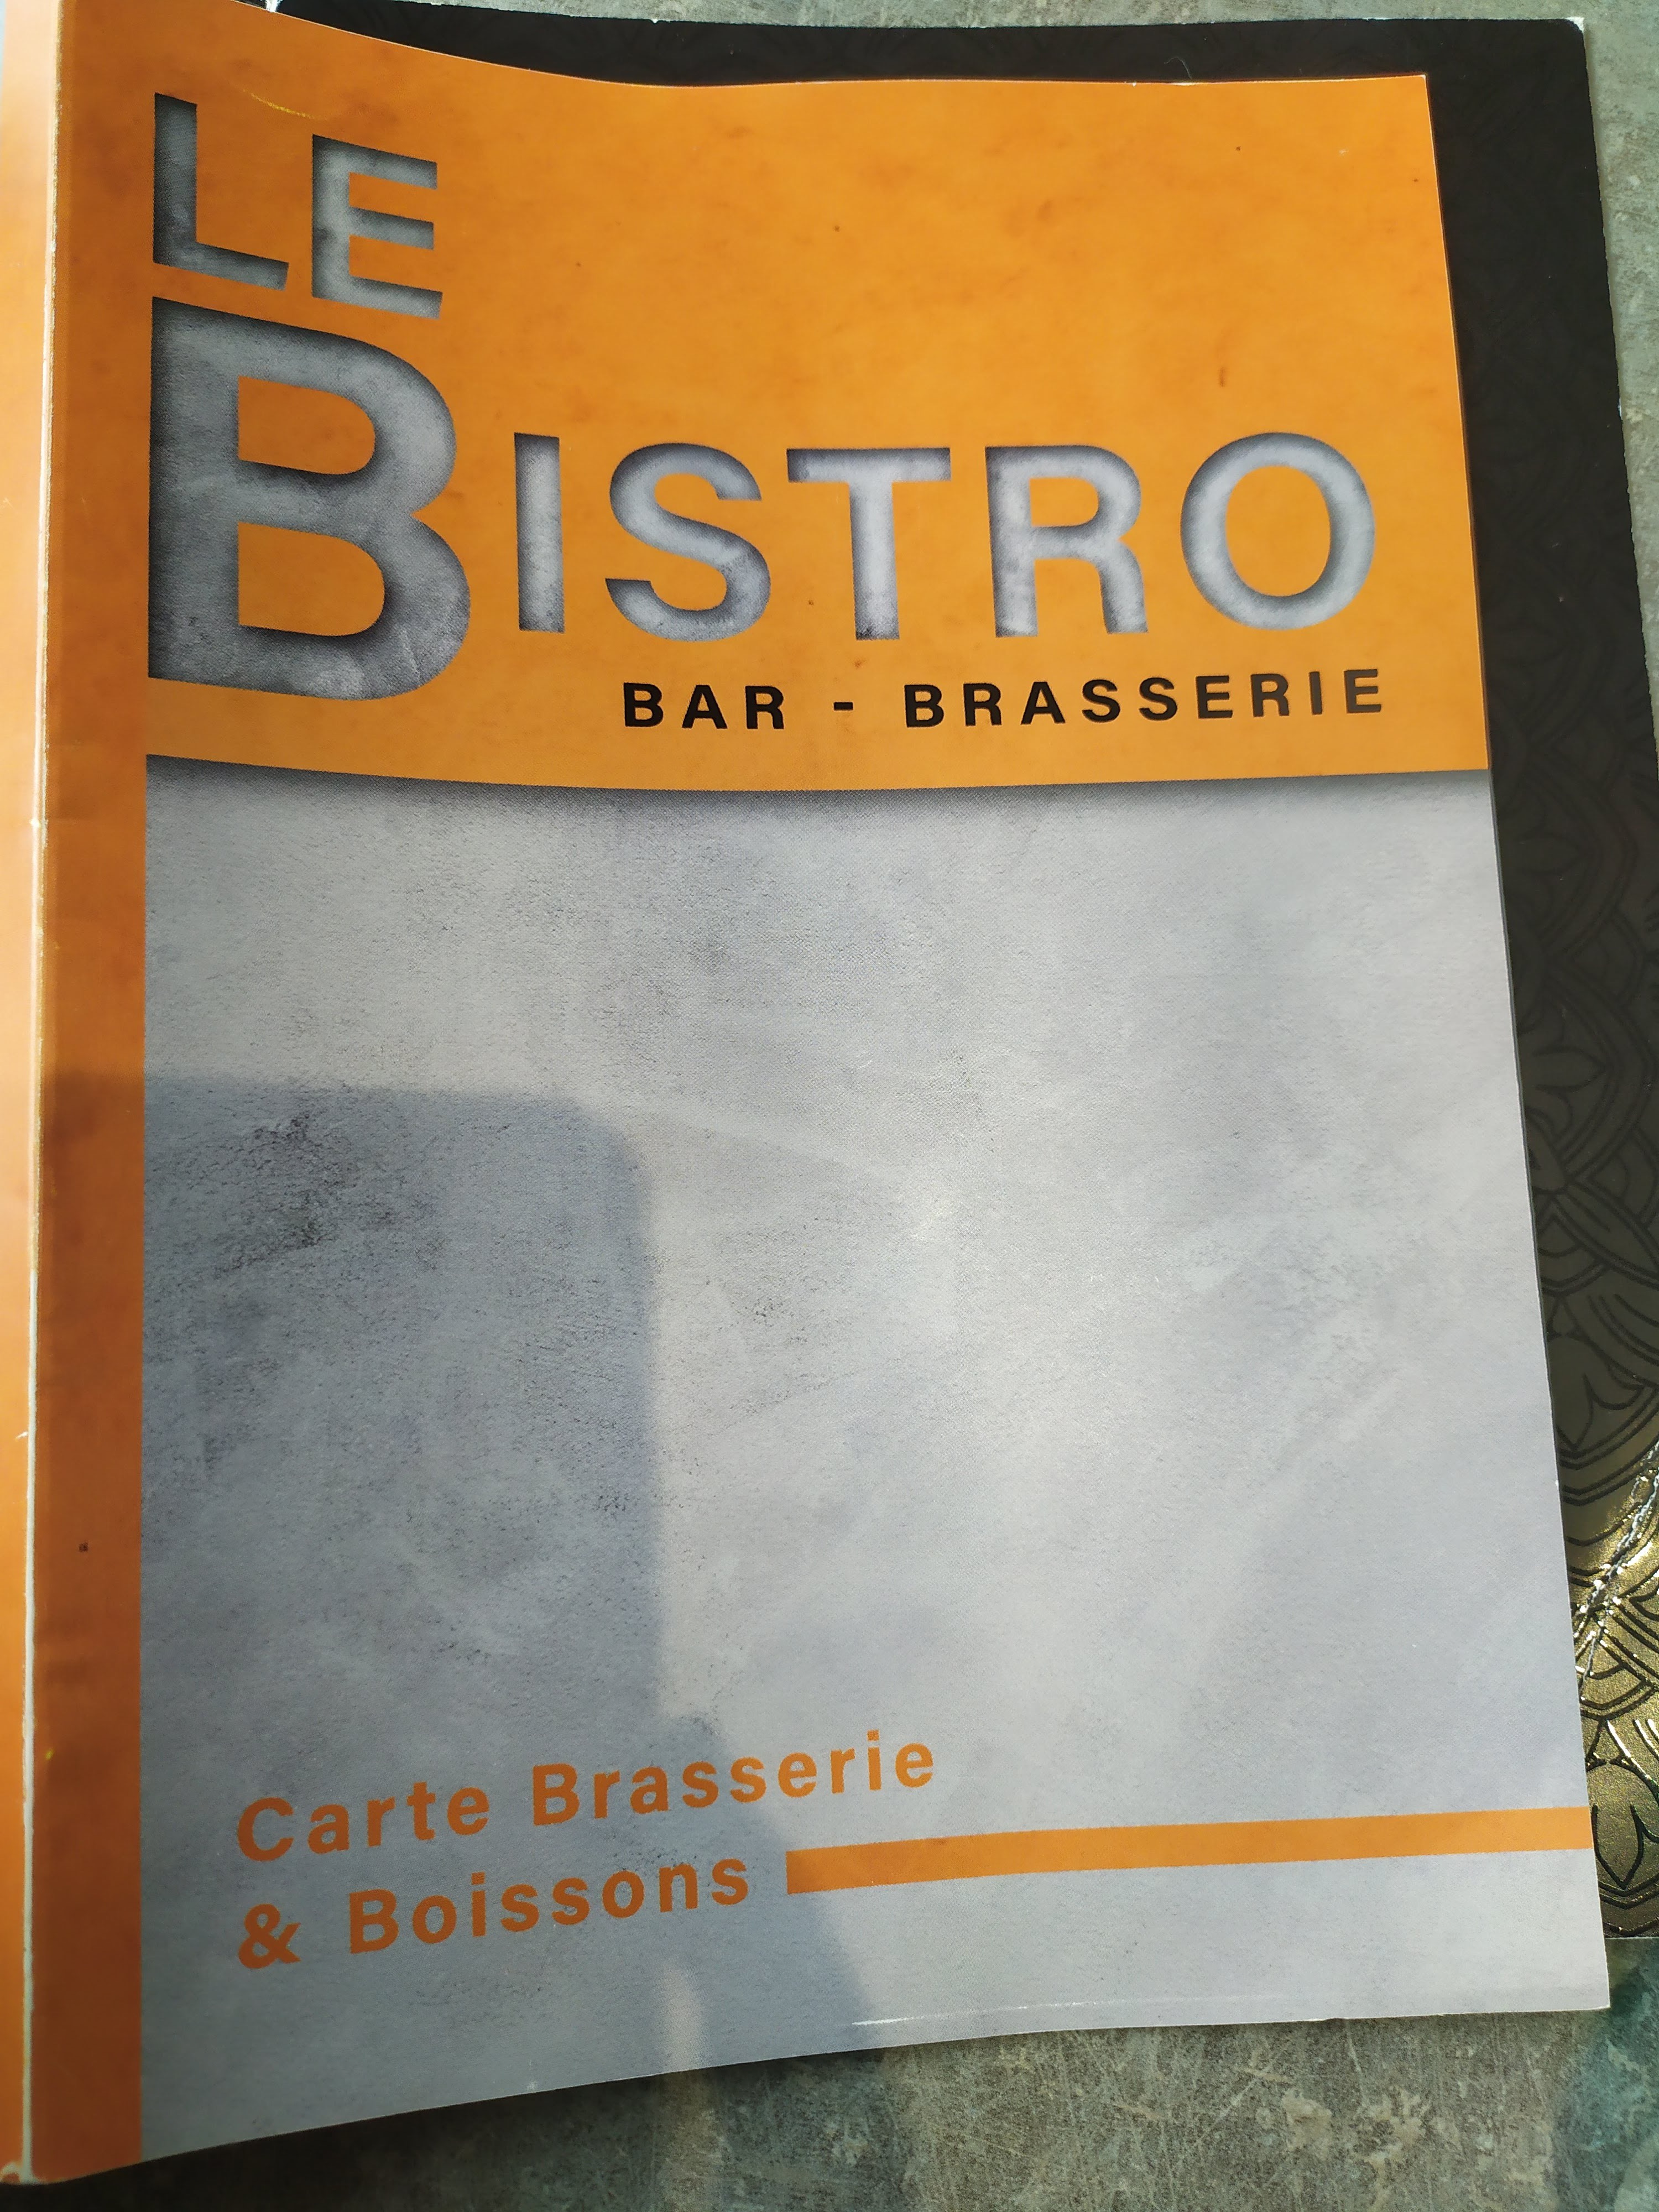 LE
BISTRO
BAR - BRASSERIE
Carte Brasserie
& Boissons